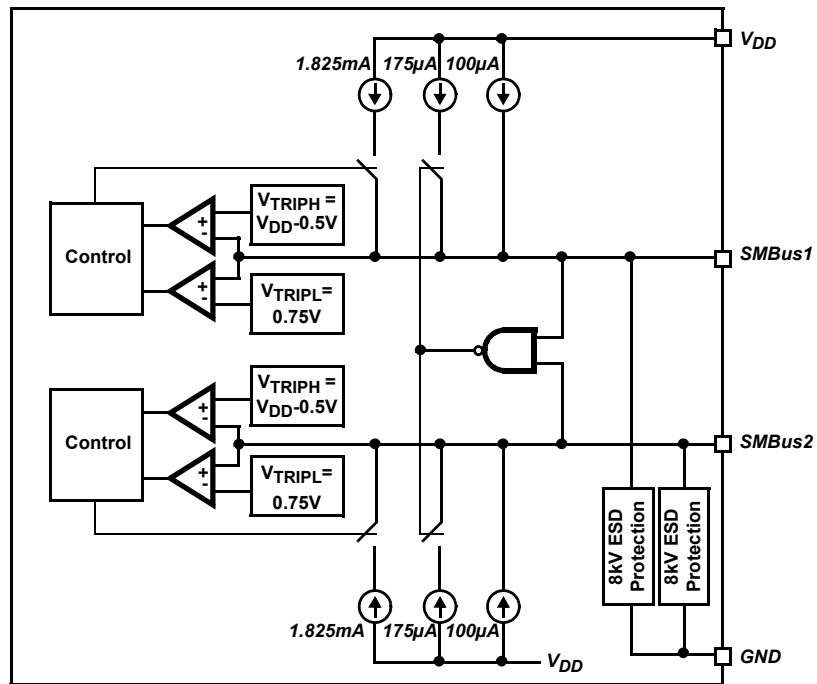 V_DD
1.825mA 175µA 100µA
V_TRIPH =
V_DD-0.5V
+
-
Control
SMBus1
+
-
V_TRIPL=
0.75V
V_TRIPH =
V_DD-0.5V
+
-
Control
SMBus2
+
-
V_TRIPL=
0.75V
8kV ESD
Protection
8kV ESD
Protection
1.825mA 175µA 100µA
V_DD
GND